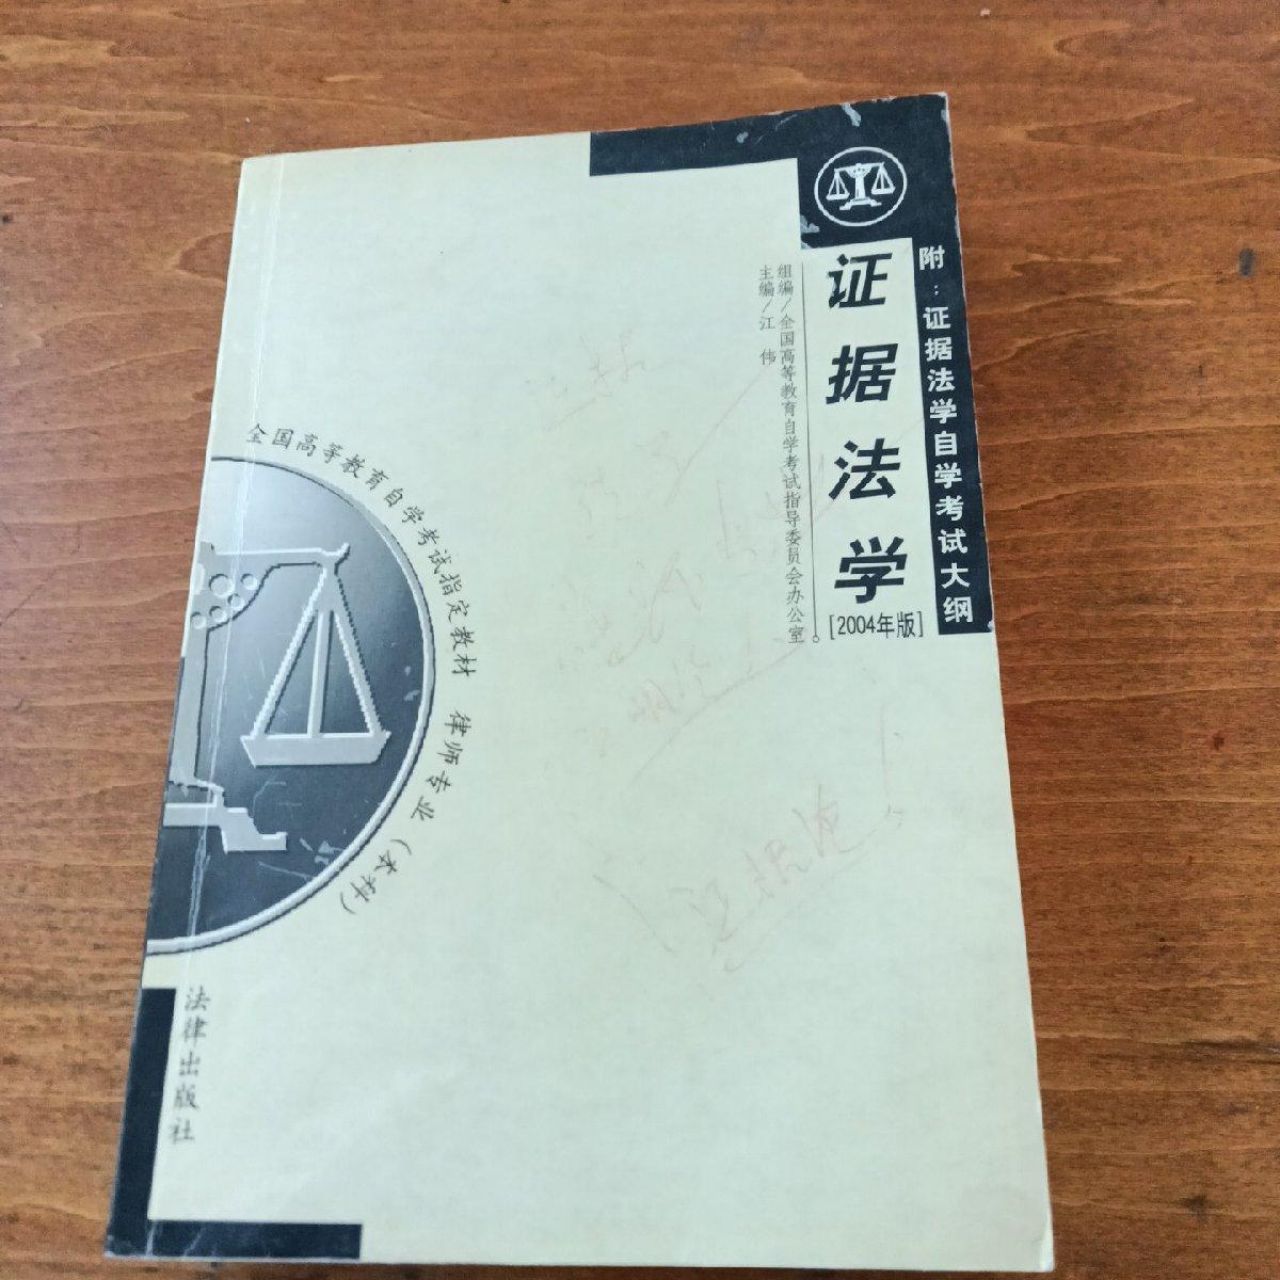 附：证据法学自学考试大纲
证据法学
[2004年版]
组编/全国高等教育自学考试指导委员会办公室
主编/江 伟
全国高等教育自学考试指定教材 律师专业(本科)
法律出版社